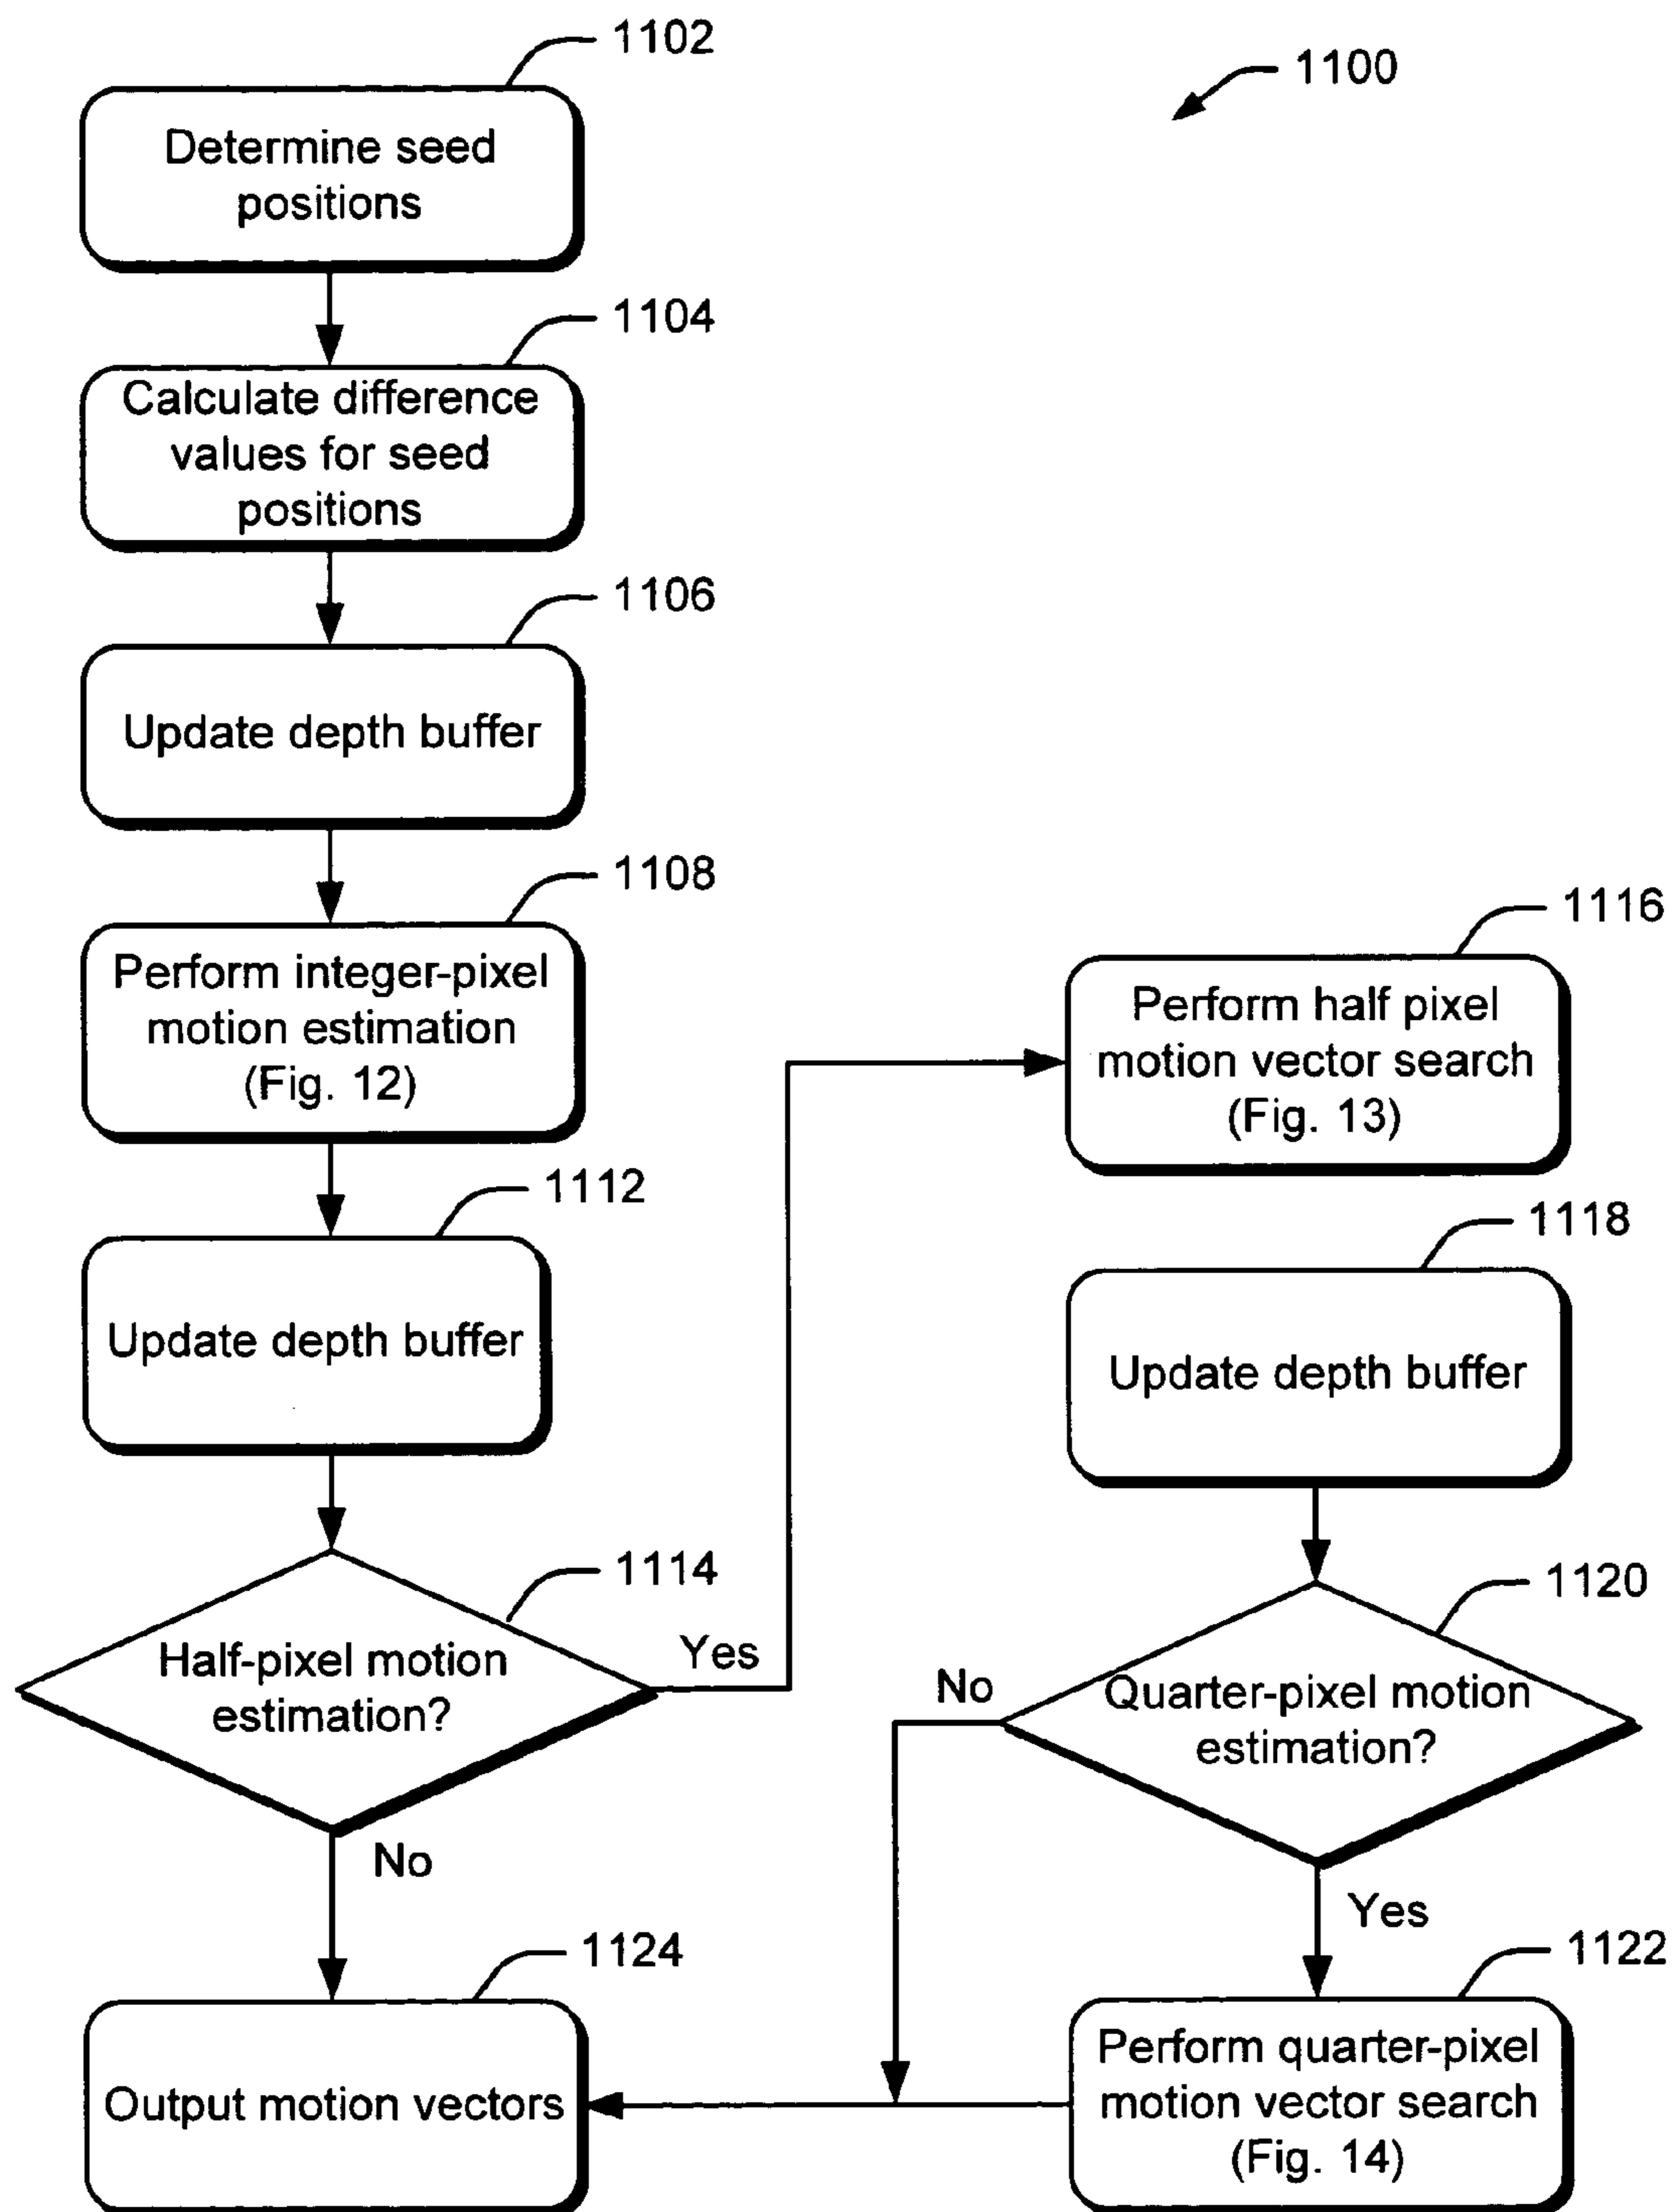 1102
1100
Determine seed
positions
1104
Calculate difference
values for seed
positions
1106
Update depth buffer
1108
Perform integer-pixel
motion estimation
(Fig. 12)
1112
Update depth buffer
1114
Half-pixel motion
estimation?
Yes
No
1116
Perform half pixel
motion vector search
(Fig. 13)
1118
Update depth buffer
1120
Quarter-pixel motion
estimation?
No
Yes
1122
Perform quarter-pixel
motion vector search
(Fig. 14)
1124
Output motion vectors